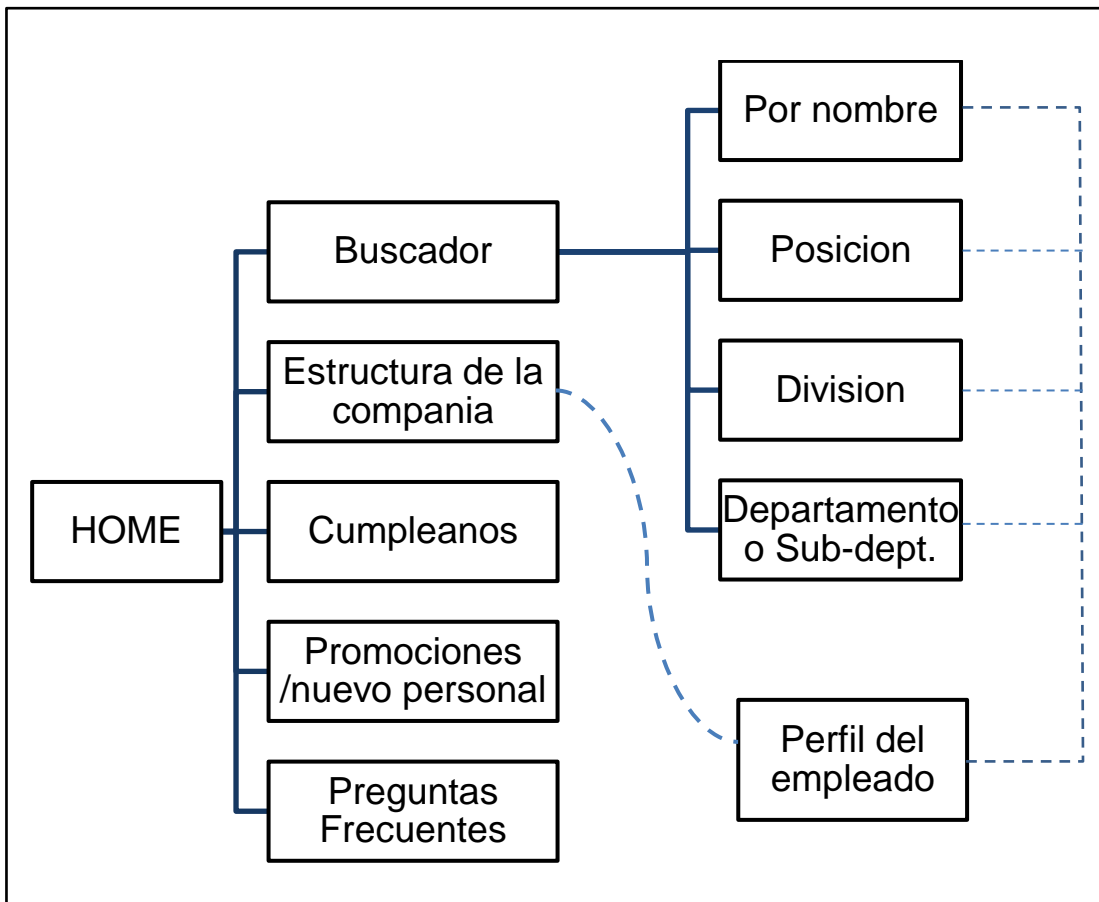 HOME
Buscador
Estructura de la
compania
Cumpleanos
Promociones
/nuevo personal
Preguntas
Frecuentes
Por nombre
Posicion
Division
Departamento
o Sub-dept.
Perfil del
empleado